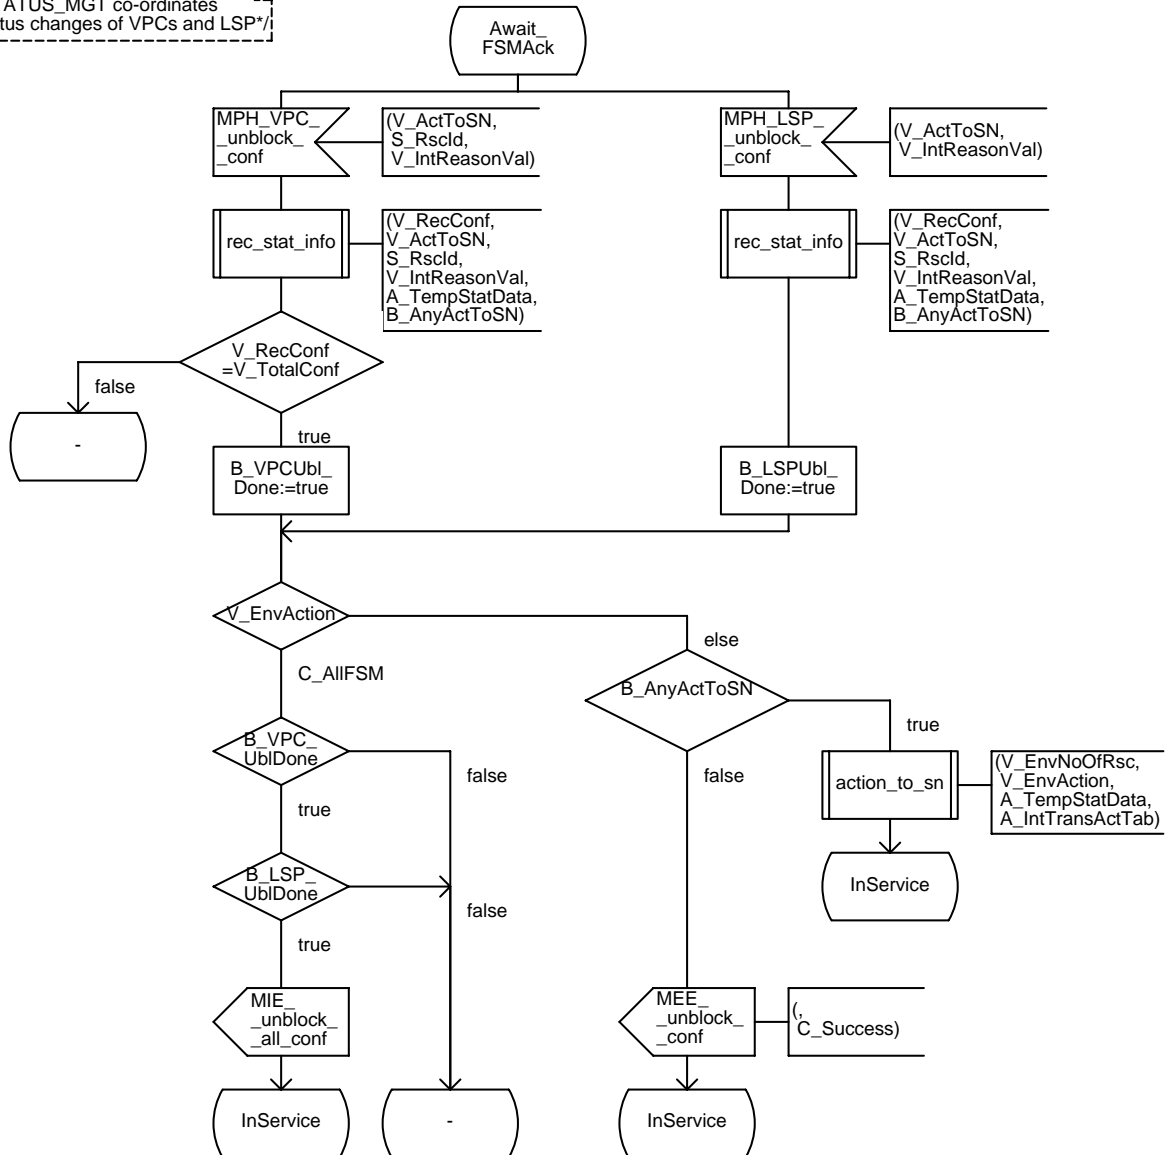 ATUS_MGT co-ordinates
tus changes of VPCs and LSP*/
Await_
FSMAck
MPH_VPC_
_unblock_
_conf
(V_ActToSN,
S_RscId,
V_IntReasonVal)
MPH_LSP_
_unblock_
_conf
(V_ActToSN,
V_IntReasonVal)
rec_stat_info
(V_RecConf,
V_ActToSN,
S_RscId,
V_IntReasonVal,
A_TempStatData,
B_AnyActToSN)
rec_stat_info
(V_RecConf,
V_ActToSN,
S_RscId,
V_IntReasonVal,
A_TempStatData,
B_AnyActToSN)
V_RecConf
=V_TotalConf
false
-
true
B_VPCUbl_
Done:=true
B_LSPUbl_
Done:=true
V_EnvAction
else
C_AllFSM
B_AnyActToSN
true
B_VPC_
UblDone
false
false
action_to_sn
(V_EnvNoOfRsc,
V_EnvAction,
A_TempStatData,
A_IntTransActTab)
true
B_LSP_
UblDone
InService
false
true
MIE_
_unblock_
_all_conf
MEE_
_unblock_
_conf
(,
C_Success)
InService
-
InService